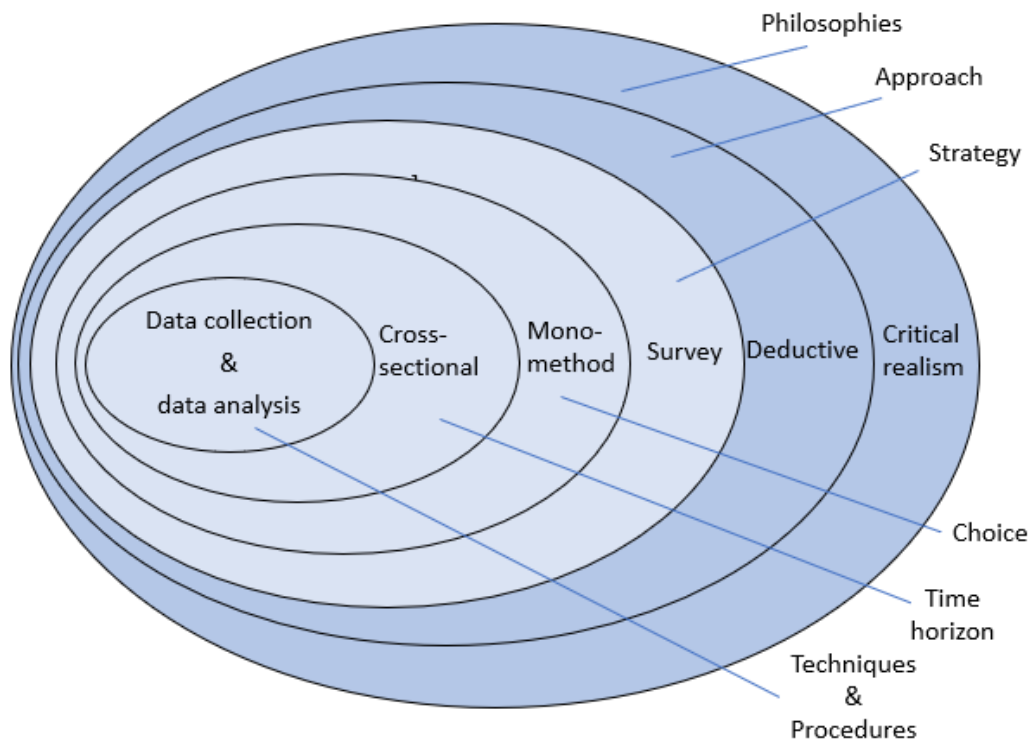 Philosophies
Approach
Strategy
Data collection
&
data analysis
Cross-
sectional
Mono-
method
Survey
Deductive
Critical
realism
Choice
Time
horizon
Techniques
&
Procedures